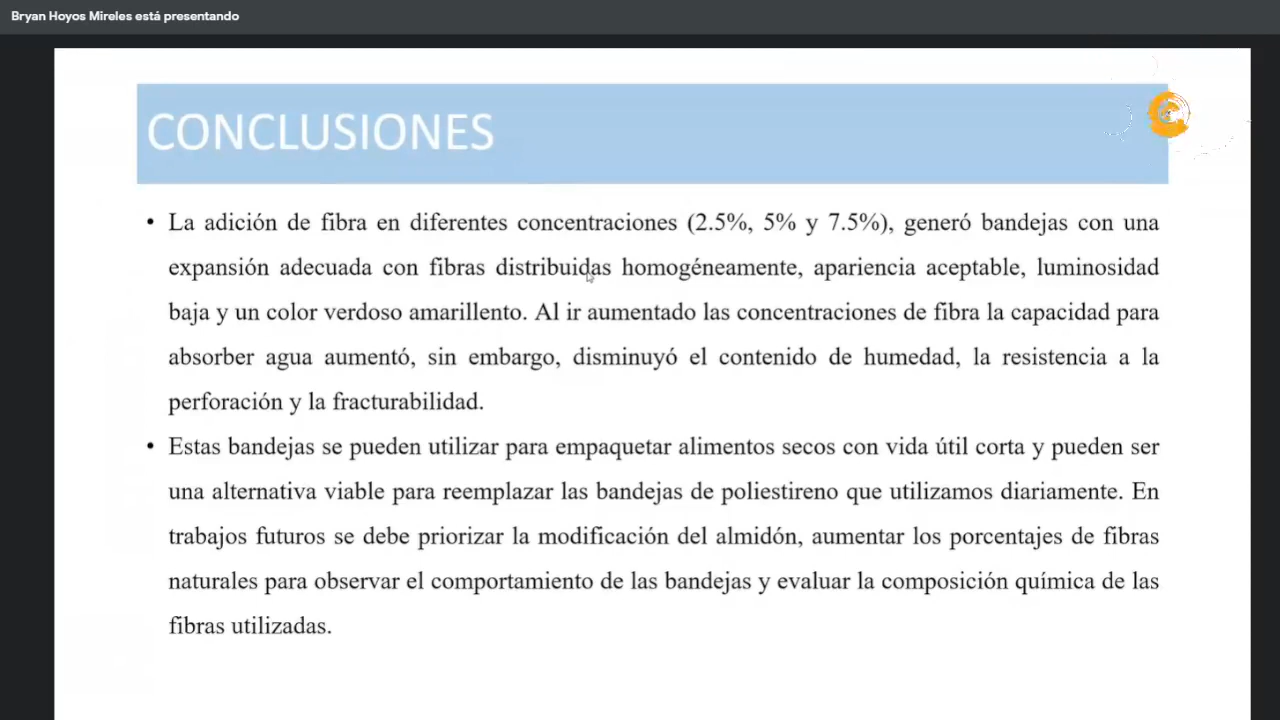 Bryan Hoyos Mireles está presentando
CONCLUSIONES
• La adición de fibra en diferentes concentraciones (2.5%, 5% y 7.5%), generó bandejas con una
expansión adecuada con fibras distribuidas homogéneamente, apariencia aceptable, luminosidad
baja y un color verdoso amarillento. Al ir aumentado las concentraciones de fibra la capacidad para
absorber agua aumentó, sin embargo, disminuyó el contenido de humedad, la resistencia a la
perforación y la fracturabilidad.
• Estas bandejas se pueden utilizar para empaquetar alimentos secos con vida útil corta y pueden ser
una alternativa viable para reemplazar las bandejas de poliestireno que utilizamos diariamente. En
trabajos futuros se debe priorizar la modificación del almidón, aumentar los porcentajes de fibras
naturales para observar el comportamiento de las bandejas y evaluar la composición química de las
fibras utilizadas.